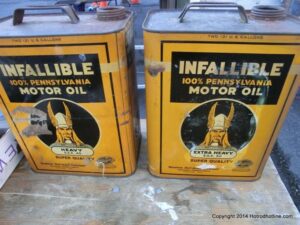 TWO (2) U.S. GALLONS
INFALLIBLE
100% PENNSYLVANIA
MOTOR OIL
HEAVY
SUPER QUALITY
TWO (2) U.S. GALLONS
INFALLIBLE
100% PENNSYLVANIA
MOTOR OIL
EXTRA HEAVY
SUPER QUALITY
Copyright 2014 Hotrodhotline.com